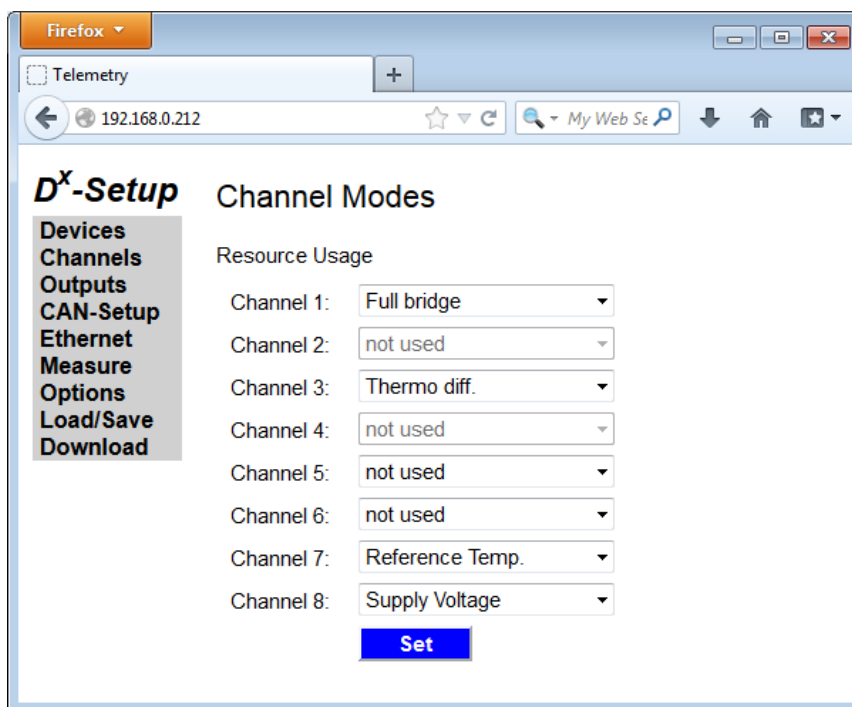 Firefox
Telemetry
192.168.0.212
My Web Se
Dx-Setup
Devices
Channels
Outputs
CAN-Setup
Ethernet
Measure
Options
Load/Save
Download
Channel Modes
Resource Usage
Channel 1: Full bridge
Channel 2: not used
Channel 3: Thermo diff.
Channel 4: not used
Channel 5: not used
Channel 6: not used
Channel 7: Reference Temp.
Channel 8: Supply Voltage
Set